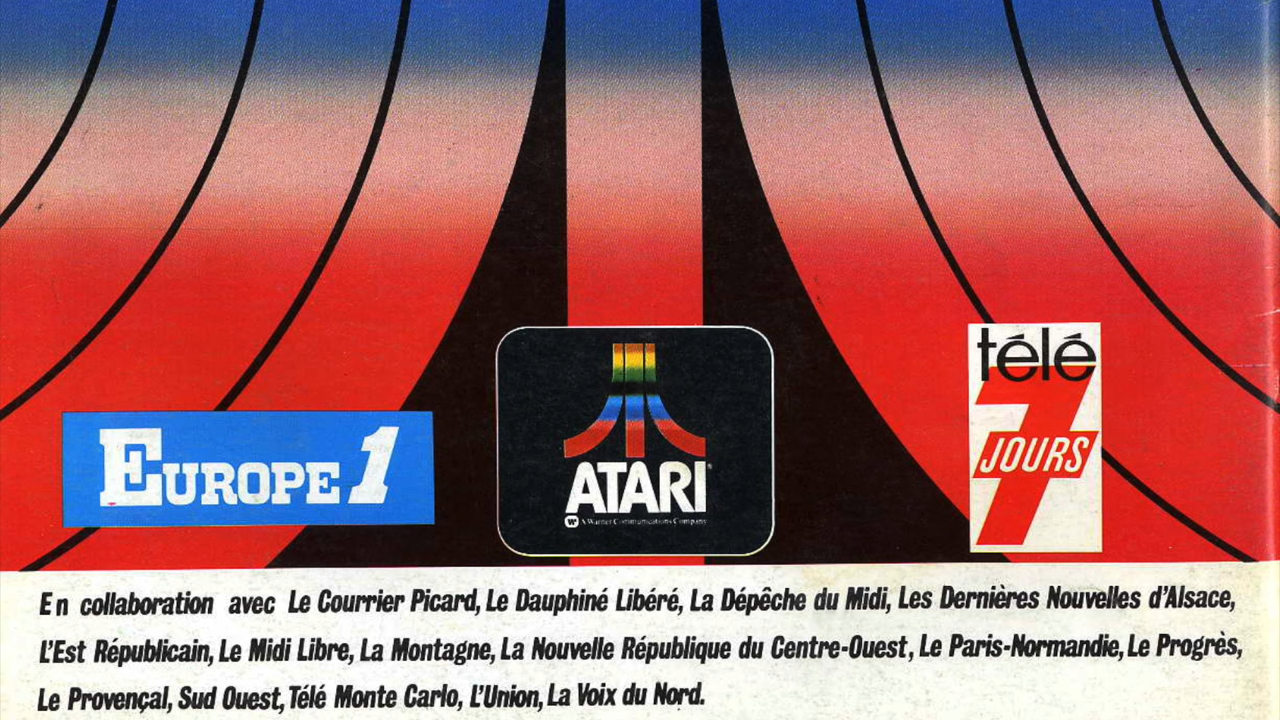 télé
7
JOURS
EUROPE 1
ATARI
W A Warner Communications Company
En collaboration avec Le Courrier Picard, Le Dauphiné Libéré, La Dépêche du Midi, Les Dernières Nouvelles d'Alsace,
L'Est Républicain, Le Midi Libre, La Montagne, La Nouvelle République du Centre-Ouest, Le Paris-Normandie, Le Progrès,
Le Provençal, Sud Ouest, Télé Monte Carlo, L'Union, La Voix du Nord.